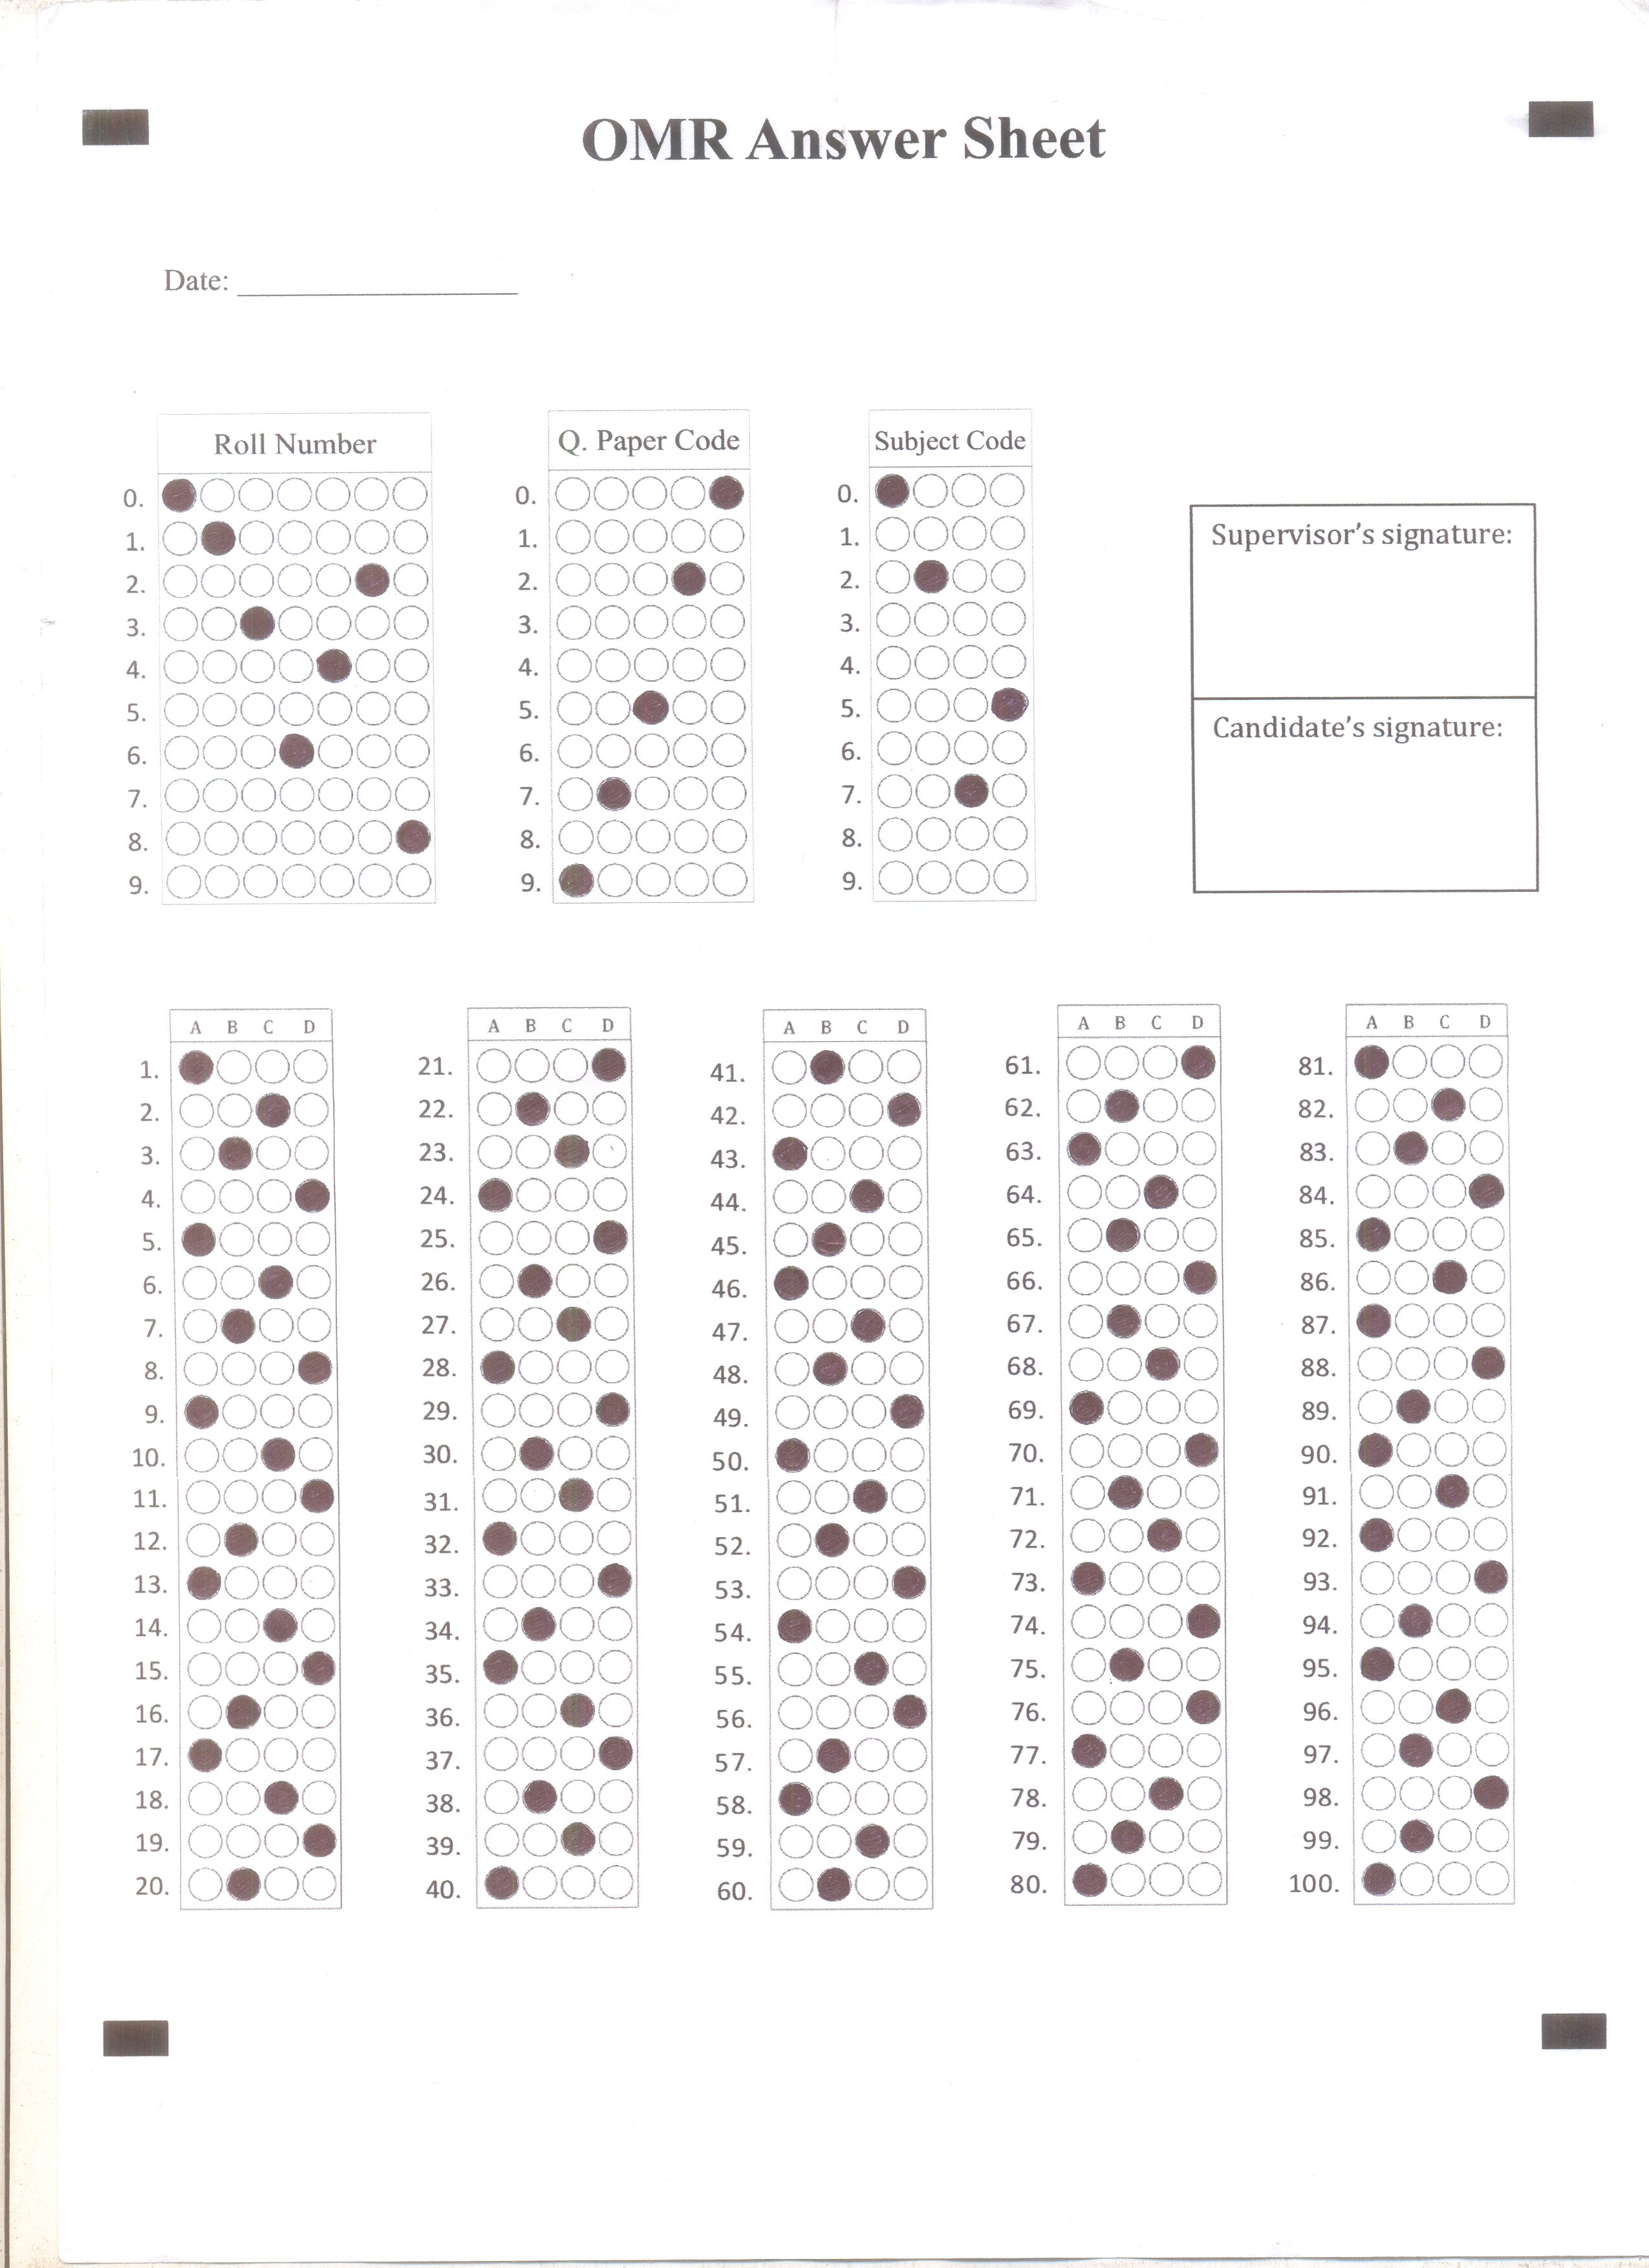 OMR Answer Sheet
Date:
Roll Number Q. Paper Code Subject Code
0. 0. 0.
1. 1. 1.
2. 2. 2.
3. 3. 3.
4. 4. 4.
5. 5. 5.
6. 6. 6.
7. 7. 7.
8. 8. 8.
9. 9. 9.
Supervisor's signature:
Candidate's signature:
A B C D A B C D A B C D A B C D A B C D
1. 21. 41. 61. 81.
2. 22. 42. 62. 82.
3. 23. 43. 63. 83.
4. 24. 44. 64. 84.
5. 25. 45. 65. 85.
6. 26. 46. 66. 86.
7. 27. 47. 67. 87.
8. 28. 48. 68. 88.
9. 29. 49. 69. 89.
10. 30. 50. 70. 90.
11. 31. 51. 71. 91.
12. 32. 52. 72. 92.
13. 33. 53. 73. 93.
14. 34. 54. 74. 94.
15. 35. 55. 75. 95.
16. 36. 56. 76. 96.
17. 37. 57. 77. 97.
18. 38. 58. 78. 98.
19. 39. 59. 79. 99.
20. 40. 60. 80. 100.